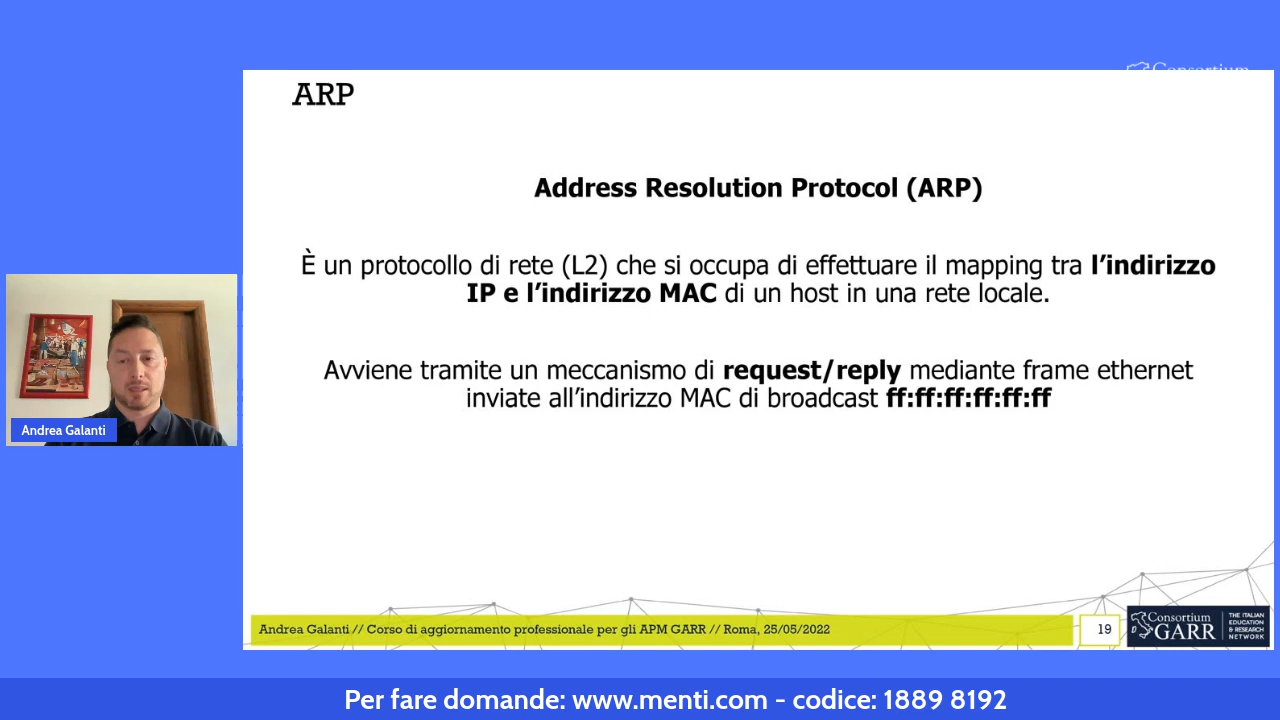 Consortium
ARP
Address Resolution Protocol (ARP)
È un protocollo di rete (L2) che si occupa di effettuare il mapping tra l'indirizzo
IP e l'indirizzo MAC di un host in una rete locale.
Avviene tramite un meccanismo di request/reply mediante frame ethernet
inviate all'indirizzo MAC di broadcast ff:ff:ff:ff:ff:ff
Andrea Galanti
Andrea Galanti // Corso di aggiornamento professionale per gli APM GARR // Roma, 25/05/2022
19
Consortium
GARR
THE ITALIAN
EDUCATION
& RESEARCH
NETWORK
Per fare domande: www.menti.com - codice: 1889 8192